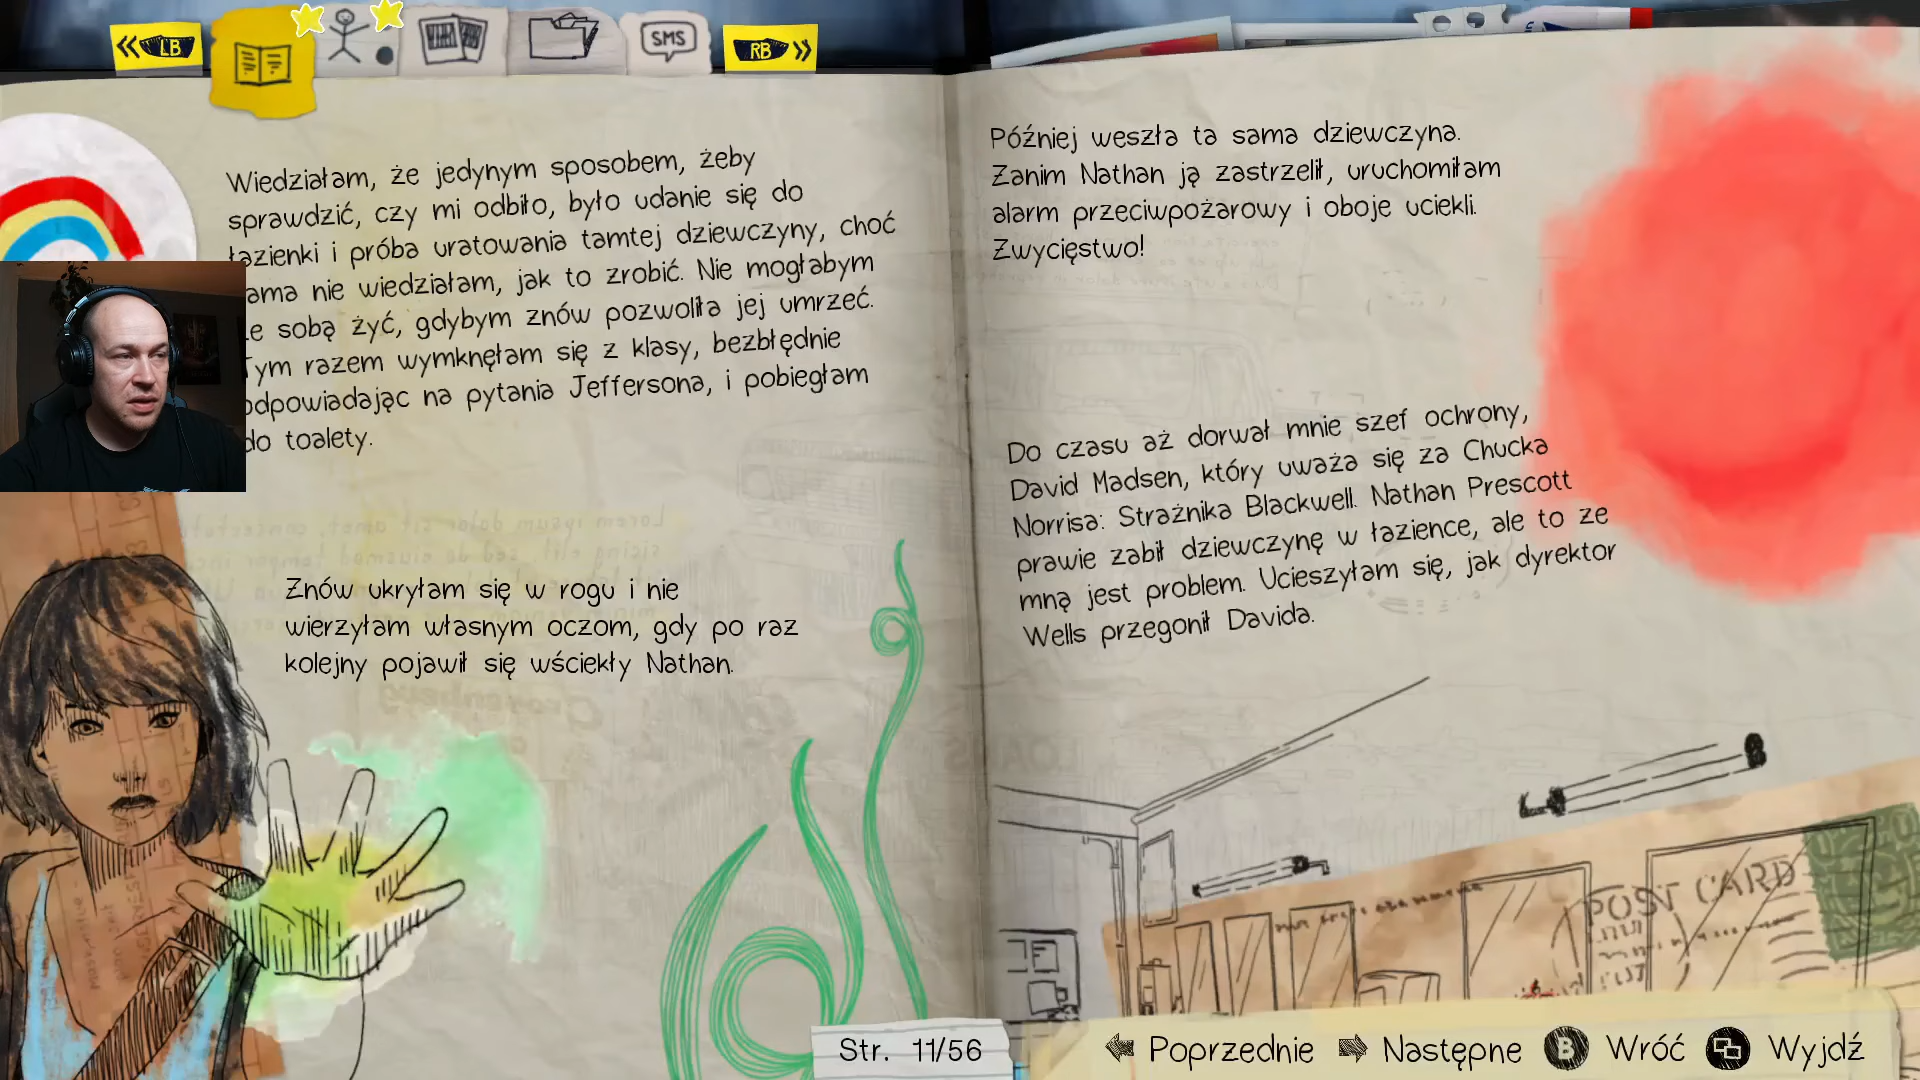 LB
SMS
RB
Wiedziałam, że jedynym sposobem, żeby
sprawdzić, czy mi odbiło, było udanie się do
łazienki i próba uratowania tamtej dziewczyny, choć
ama nie wiedziałam, jak to zrobić. Nie mogłabym
e sobą żyć, gdybym znów pozwoliła jej umrzeć.
Tym razem wymknęłam się z klasy, bezbłędnie
odpowiadając na pytania Jeffersona, i pobiegłam
do toalety.
Znów ukryłam się w rogu i nie
wierzyłam własnym oczom, gdy po raz
kolejny pojawił się wściekły Nathan.
Później weszła ta sama dziewczyna.
Zanim Nathan ją zastrzelił, uruchomiłam
alarm przeciwpożarowy i oboje uciekli.
Zwycięstwo!
Do czasu aż dorwał mnie szef ochrony,
David Madsen, który uważa się za Chucka
Norrisa: Strażnika Blackwell. Nathan Prescott
prawie zabił dziewczynę w łazience, ale to ze
mną jest problem. Ucieszyłam się, jak dyrektor
Wells przegonił Davida.
POST CARD
Str. 11/56
Poprzednie
Następne
B Wróć
Wyjdź